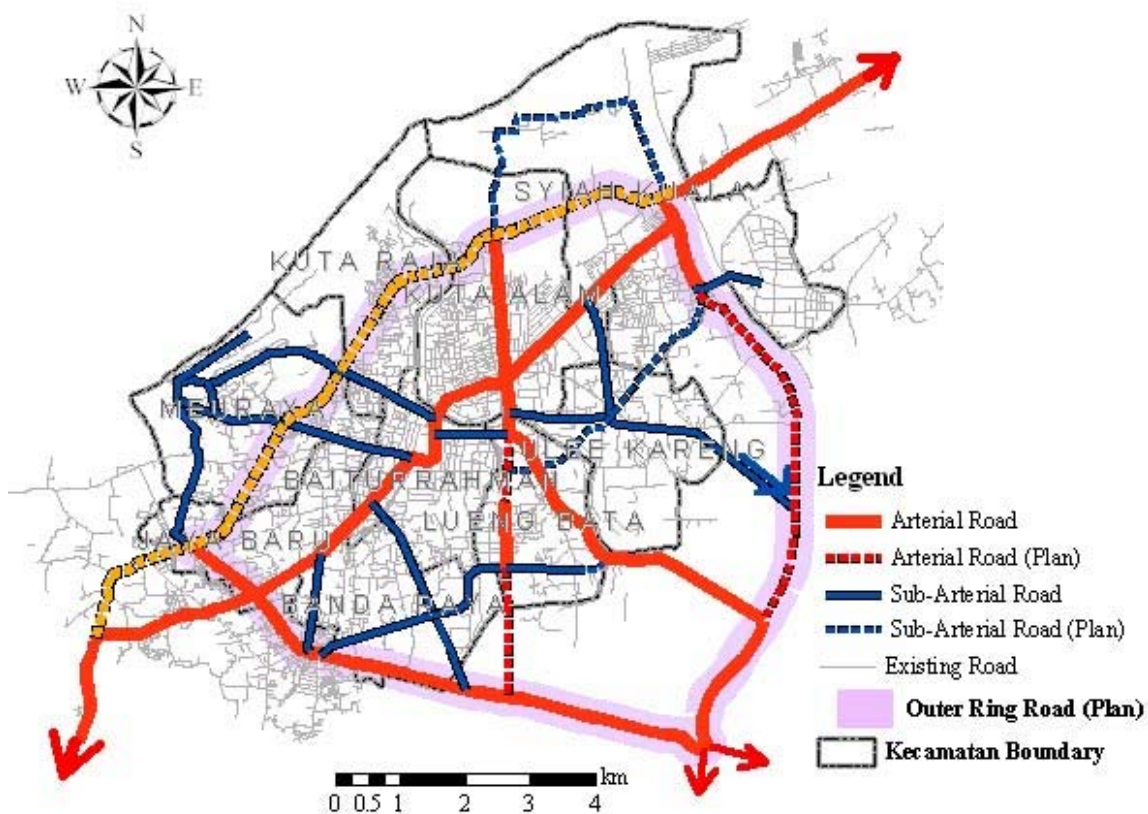 N
W E
S
SYIAH KUALA
KUTA RAJA
KUTA ALAM
MEURAXA
ULEE KARENG
BAITURRAHMAN
LUENG BATA
JAYA BARU
BANDA RAYA
Legend
Arterial Road
Arterial Road (Plan)
Sub-Arterial Road
Sub-Arterial Road (Plan)
Existing Road
Outer Ring Road (Plan)
Kecamatan Boundary
km
0 0.5 1 2 3 4